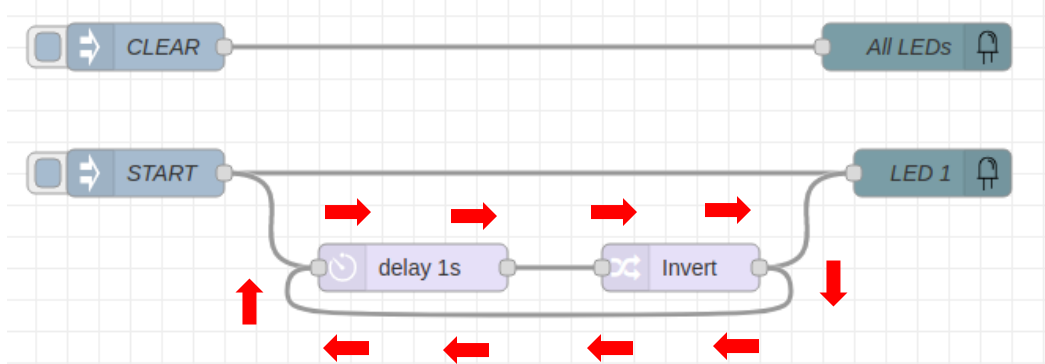 CLEAR
All LEDs
START
LED 1
delay 1s
Invert